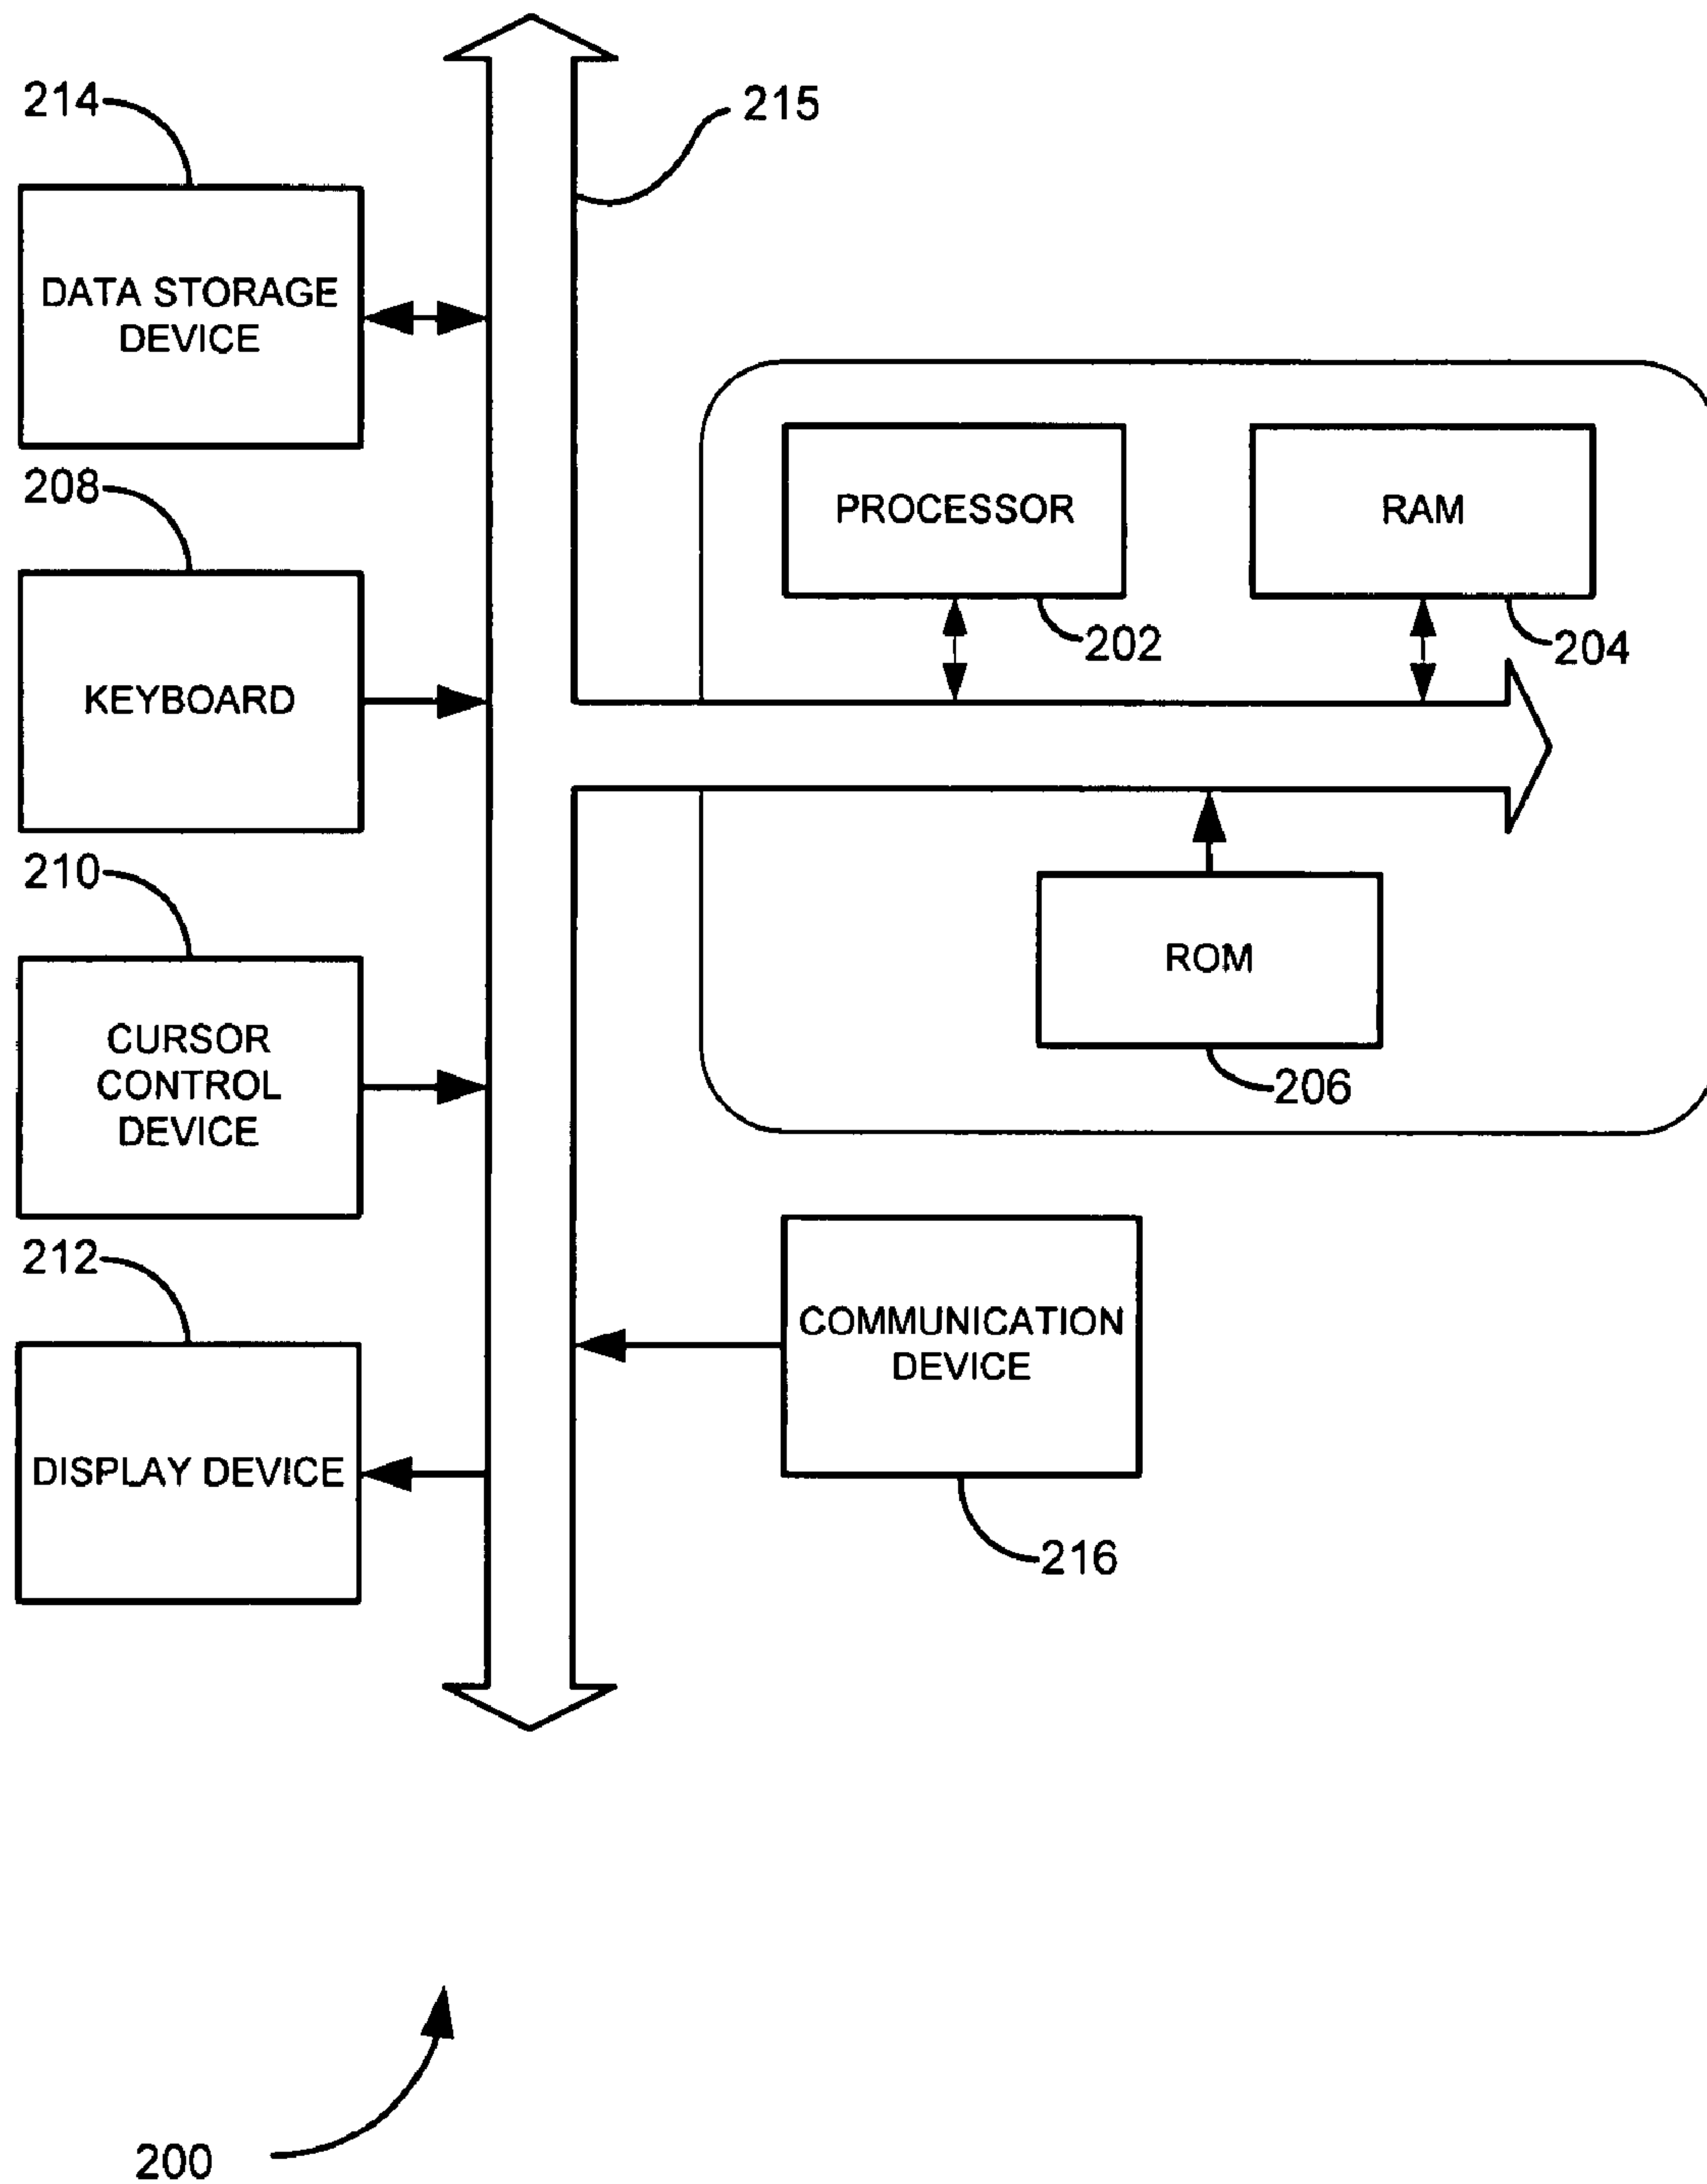 214
215
DATA STORAGE
DEVICE
208
PROCESSOR
RAM
202
204
KEYBOARD
210
ROM
CURSOR
CONTROL
DEVICE
206
212
COMMUNICATION
DEVICE
DISPLAY DEVICE
216
200